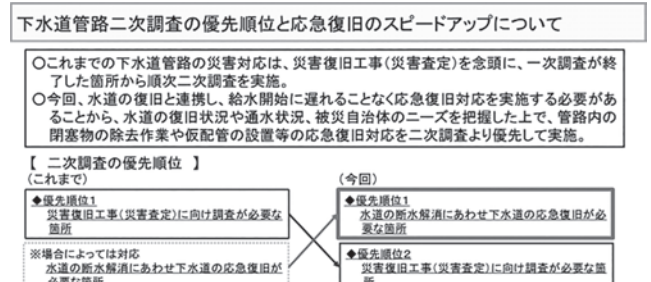 下水道管路二次調査の優先順位と応急復旧のスピードアップについて
○これまでの下水道管路の災害対応は、災害復旧工事(災害査定)を念頭に、一次調査が終
了した箇所から順次二次調査を実施。
○今回、水道の復旧と連携し、給水開始に遅れることなく応急復旧対応を実施する必要があ
ることから、水道の復旧状況や通水状況、被災自治体のニーズを把握した上で、管路内の
閉塞物の除去作業や仮配管の設置等の応急復旧対応を二次調査より優先して実施。
【 二次調査の優先順位 】
(これまで)
◆優先順位1
災害復旧工事(災害査定)に向け調査が必要な
箇所
※場合によっては対応
水道の断水解消にあわせ下水道の応急復旧が
必要な箇所
(今回)
◆優先順位1
水道の断水解消にあわせ下水道の応急復旧が必
要な箇所
◆優先順位2
災害復旧工事(災害査定)に向け調査が必要な箇
所